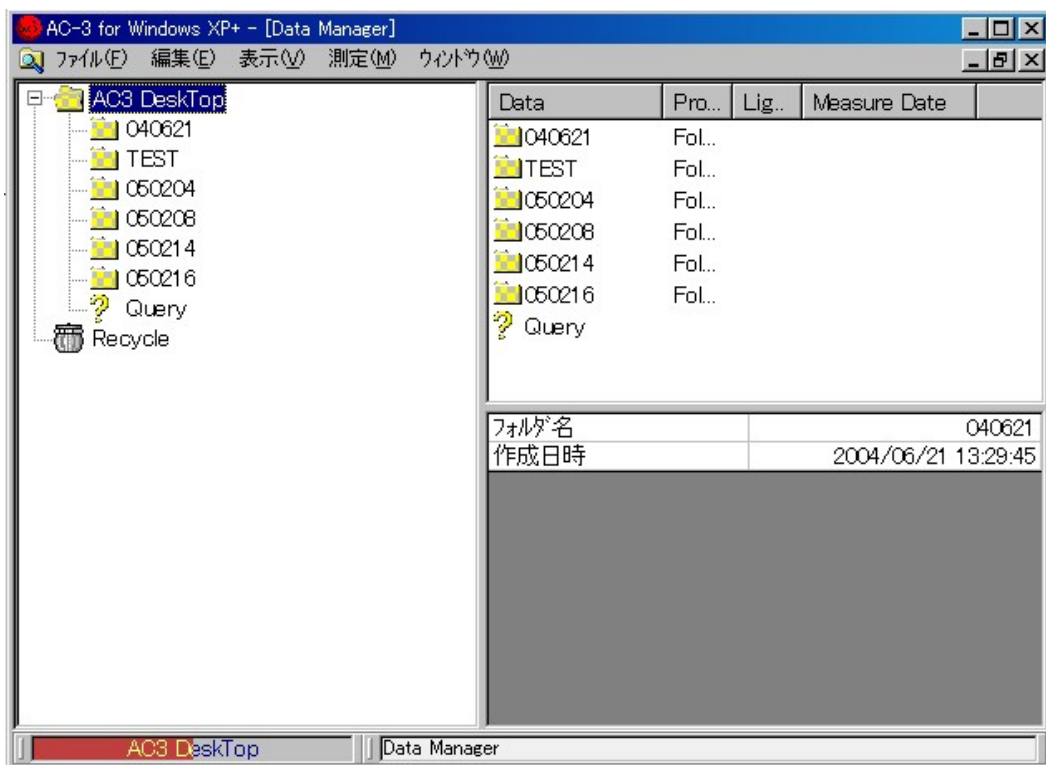 AC-3 for Windows XP+ - [Data Manager]
ファイル(F) 編集(E) 表示(V) 測定(M) ウィンドウ(W)
AC3 DeskTop
040621
TEST
050204
050208
050214
050216
Query
Recycle
Data Pro... Lig.. Measure Date
040621 Fol...
TEST Fol...
050204 Fol...
050208 Fol...
050214 Fol...
050216 Fol...
Query
フォルダ名 040621
作成日時 2004/06/21 13:29:45
AC3 DeskTop
Data Manager